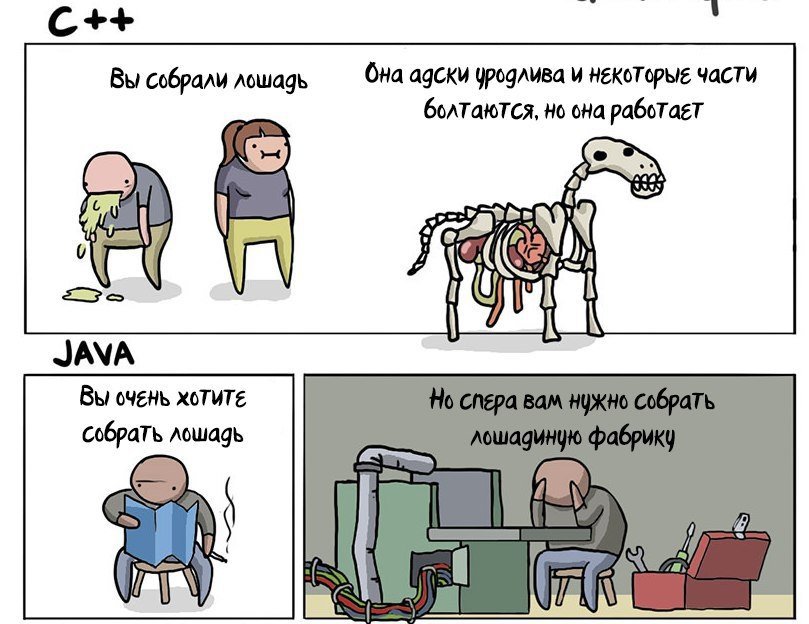 C++
Вы собрали лошадь
Она адски уродлива и некоторые части
болтаются, но она работает
JAVA
Вы очень хотите
собрать лошадь
Но спера вам нужно собрать
лошадиную фабрику